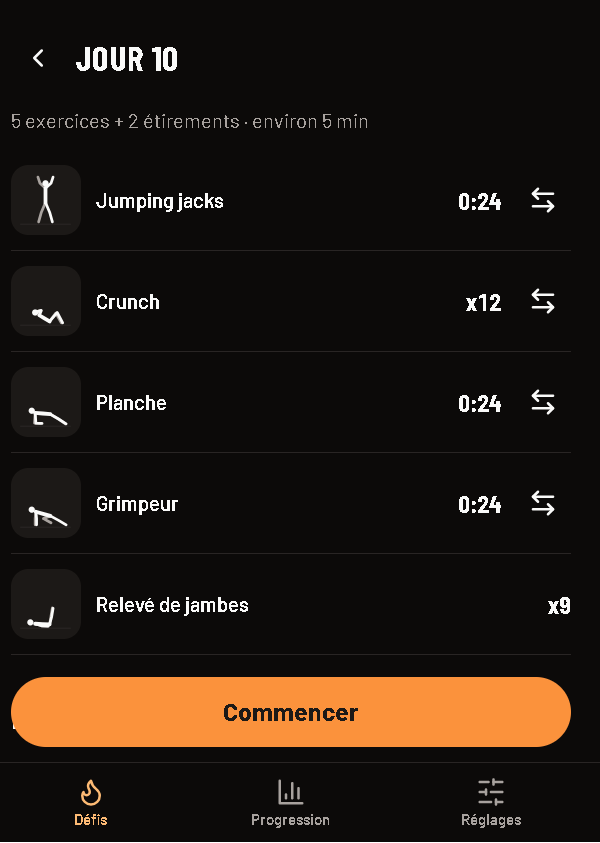 JOUR 10
5 exercices + 2 étirements · environ 5 min
Jumping jacks 0:24
Crunch x12
Planche 0:24
Grimpeur 0:24
Relevé de jambes x9
Commencer
Défis Progression Réglages